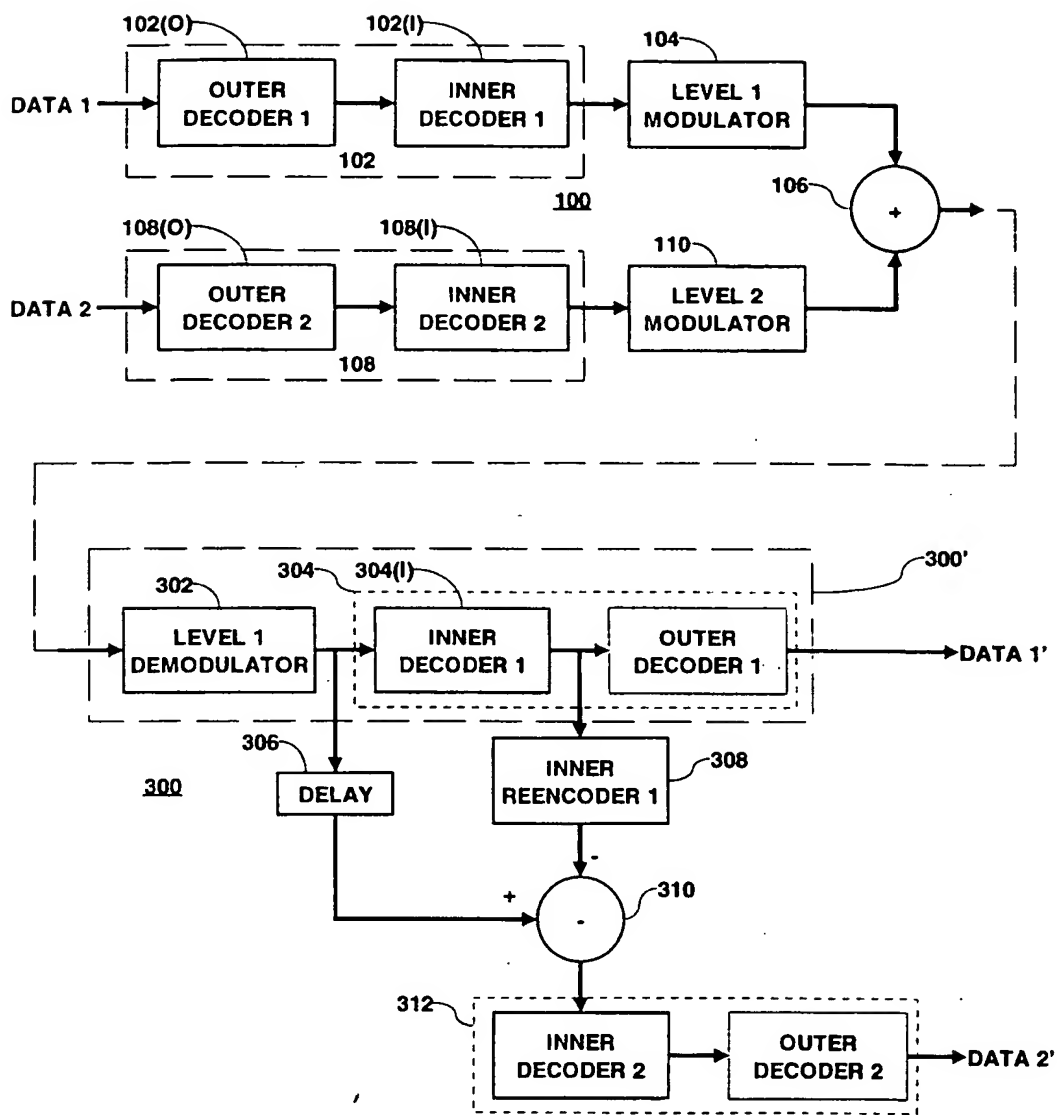 102(O)
102(I)
104
DATA 1
OUTER
DECODER 1
INNER
DECODER 1
LEVEL 1
MODULATOR
102
100
106
+
108(O)
108(I)
110
DATA 2
OUTER
DECODER 2
INNER
DECODER 2
LEVEL 2
MODULATOR
108
302
304
304(I)
300'
LEVEL 1
DEMODULATOR
INNER
DECODER 1
OUTER
DECODER 1
DATA 1'
306
300
DELAY
INNER
REENCODER 1
308
-
+
-
310
312
INNER
DECODER 2
OUTER
DECODER 2
DATA 2'